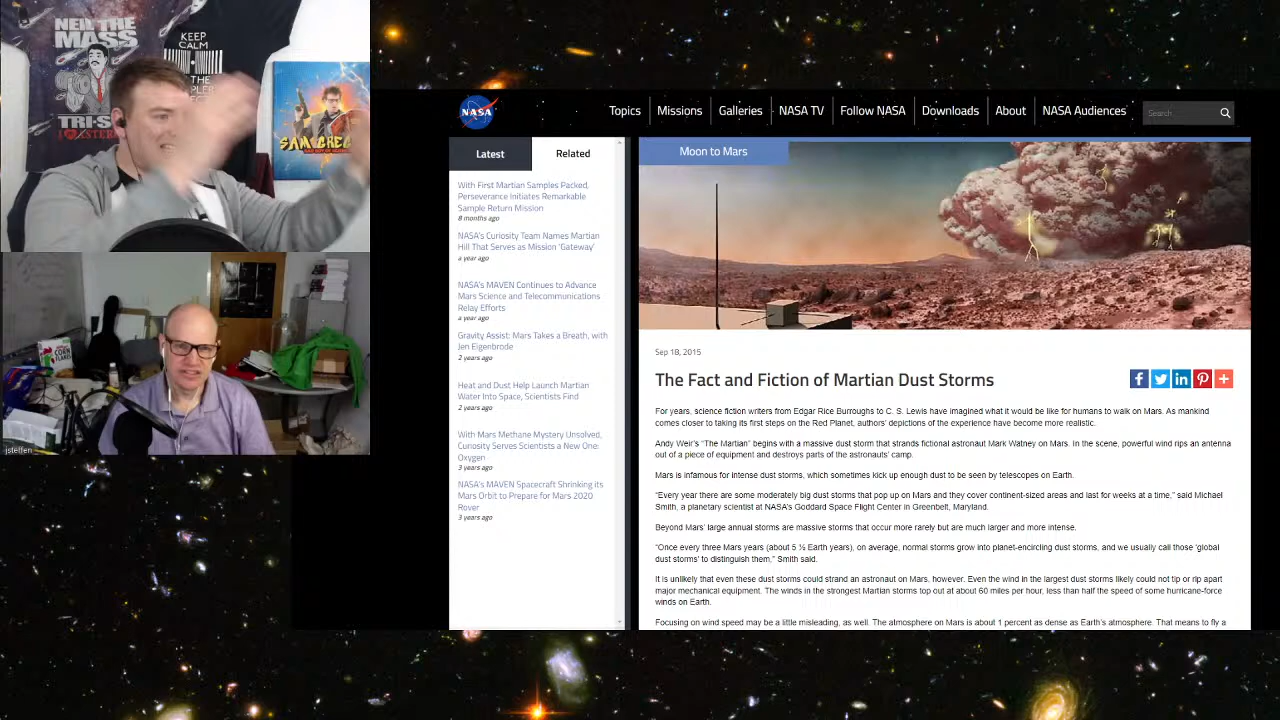 NEIL THE
MASS
TRI-S
KEEP
CALM
THE
SAM GREG
CORN
FLAKES
jsteffen
NASA
Topics
Missions
Galleries
NASA TV
Follow NASA
Downloads
About
NASA Audiences
Search...
Latest
Related
With First Martian Samples Packed,
Perseverance Initiates Remarkable
Sample Return Mission
8 months ago
NASA's Curiosity Team Names Martian
Hill That Serves as Mission 'Gateway'
a year ago
NASA's MAVEN Continues to Advance
Mars Science and Telecommunications
Relay Efforts
a year ago
Gravity Assist: Mars Takes a Breath, with
Jen Eigenbrode
2 years ago
Heat and Dust Help Launch Martian
Water Into Space, Scientists Find
2 years ago
With Mars Methane Mystery Unsolved,
Curiosity Serves Scientists a New One:
Oxygen
3 years ago
NASA's MAVEN Spacecraft Shrinking its
Mars Orbit to Prepare for Mars 2020
Rover
3 years ago
Moon to Mars
Sep 18, 2015
The Fact and Fiction of Martian Dust Storms
For years, science fiction writers from Edgar Rice Burroughs to C. S. Lewis have imagined what it would be like for humans to walk on Mars. As mankind
comes closer to taking its first steps on the Red Planet, authors' depictions of the experience have become more realistic.
Andy Weir's "The Martian" begins with a massive dust storm that strands fictional astronaut Mark Watney on Mars. In the scene, powerful wind rips an antenna
out of a piece of equipment and destroys parts of the astronauts' camp.
Mars is infamous for intense dust storms, which sometimes kick up enough dust to be seen by telescopes on Earth.
"Every year there are some moderately big dust storms that pop up on Mars and they cover continent-sized areas and last for weeks at a time," said Michael
Smith, a planetary scientist at NASA's Goddard Space Flight Center in Greenbelt, Maryland.
Beyond Mars' large annual storms are massive storms that occur more rarely but are much larger and more intense.
"Once every three Mars years (about 5 ½ Earth years), on average, normal storms grow into planet-encircling dust storms, and we usually call those 'global
dust storms' to distinguish them," Smith said.
It is unlikely that even these dust storms could strand an astronaut on Mars, however. Even the wind in the largest dust storms likely could not tip or rip apart
major mechanical equipment. The winds in the strongest Martian storms top out at about 60 miles per hour, less than half the speed of some hurricane-force
winds on Earth.
Focusing on wind speed may be a little misleading, as well. The atmosphere on Mars is about 1 percent as dense as Earth's atmosphere. That means to fly a